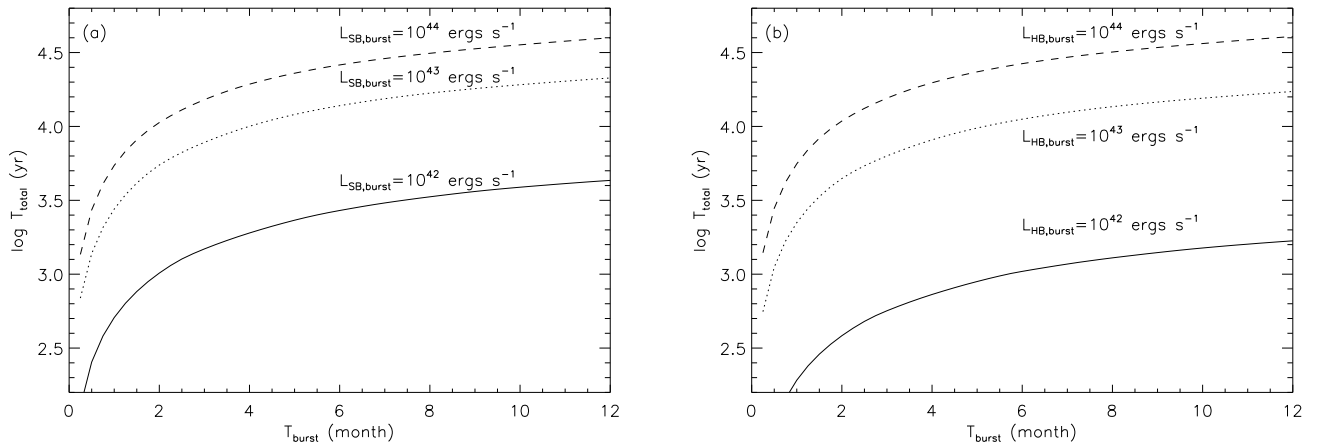 (a)
L_SB,burst=10^44 ergs s^-1
L_SB,burst=10^43 ergs s^-1
L_SB,burst=10^42 ergs s^-1
4.5
4.0
3.5
3.0
2.5
log T_total (yr)
0 2 4 6 8 10 12
T_burst (month)
(b)
L_HB,burst=10^44 ergs s^-1
L_HB,burst=10^43 ergs s^-1
L_HB,burst=10^42 ergs s^-1
4.5
4.0
3.5
3.0
2.5
log T_total (yr)
0 2 4 6 8 10 12
T_burst (month)